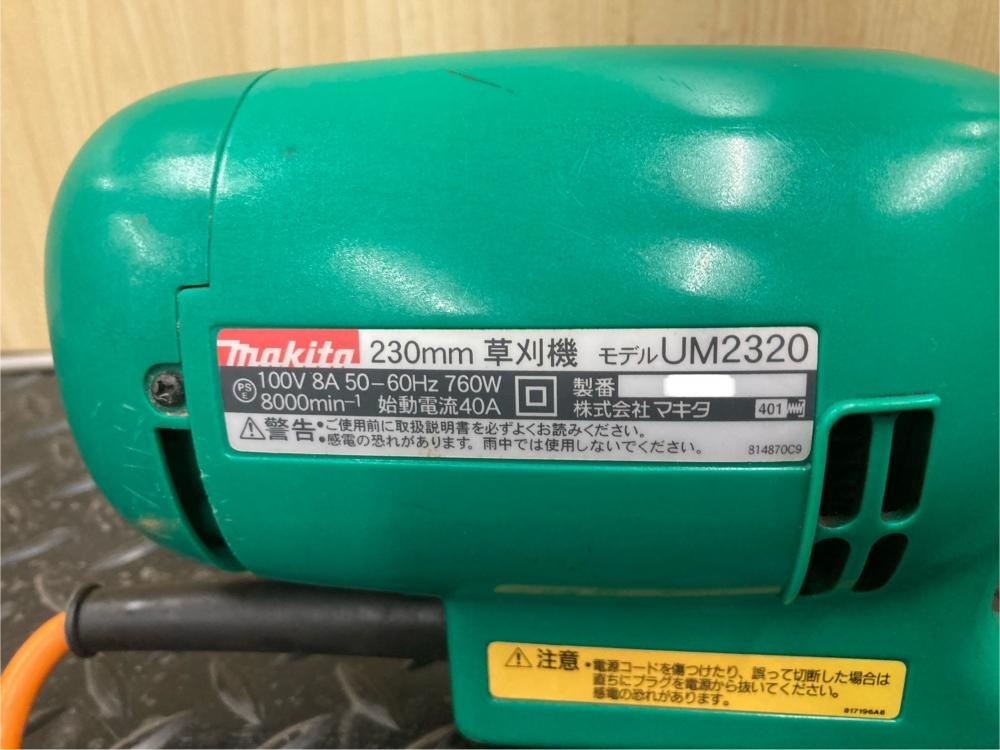 makita 230mm 草刈機 モデル UM2320
PS E 100V 8A 50-60Hz 760W
8000min-1 始動電流40A
製番
株式会社 マキタ 401
警告 •ご使用前に取扱説明書を必ずよくお読みください。
•感電の恐れがあります。雨中では使用しないでください。
814870C9
注意 •電源コードを傷つけたり、誤って切断した場合は
直ちにプラグを電源から抜いてください。
感電の恐れがあります。
817196A6